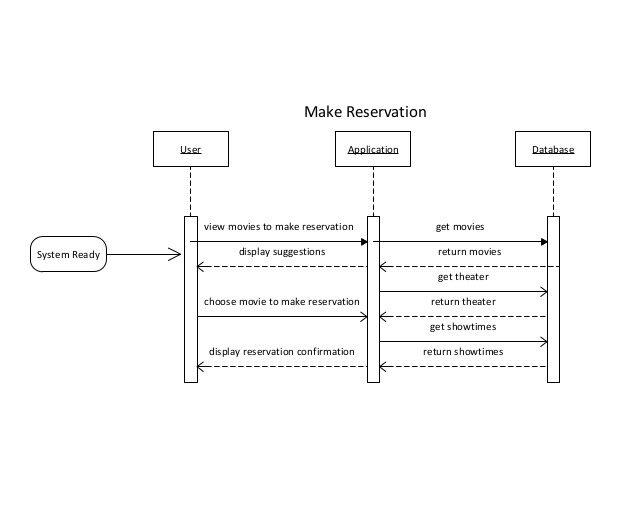 Make Reservation
User
Application
Database
view movies to make reservation
get movies
System Ready
display suggestions
return movies
get theater
choose movie to make reservation
return theater
get showtimes
display reservation confirmation
return showtimes